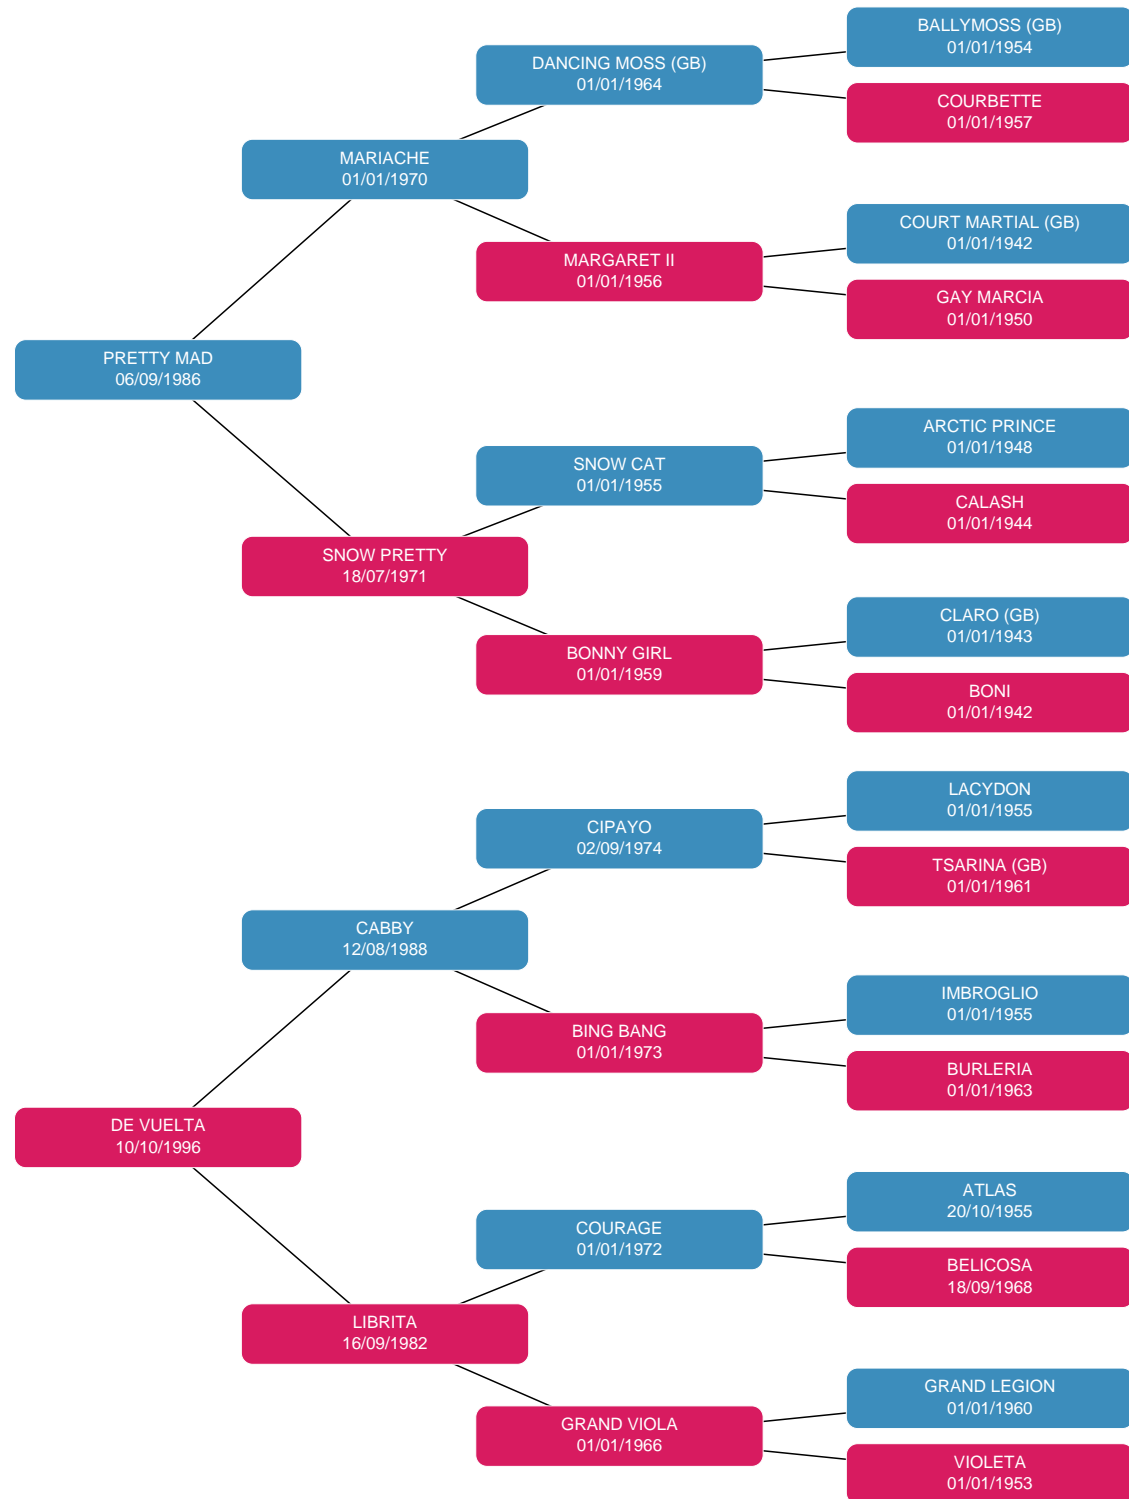 BALLYMOSS (GB)
01/01/1954
DANCING MOSS (GB)
01/01/1964
COURBETTE
01/01/1957
MARIACHE
01/01/1970
COURT MARTIAL (GB)
01/01/1942
MARGARET II
01/01/1956
GAY MARCIA
01/01/1950
PRETTY MAD
06/09/1986
ARCTIC PRINCE
01/01/1948
SNOW CAT
01/01/1955
CALASH
01/01/1944
SNOW PRETTY
18/07/1971
CLARO (GB)
01/01/1943
BONNY GIRL
01/01/1959
BONI
01/01/1942
LACYDON
01/01/1955
CIPAYO
02/09/1974
TSARINA (GB)
01/01/1961
CABBY
12/08/1988
IMBROGLIO
01/01/1955
BING BANG
01/01/1973
BURLERIA
01/01/1963
DE VUELTA
10/10/1996
ATLAS
20/10/1955
COURAGE
01/01/1972
BELICOSA
18/09/1968
LIBRITA
16/09/1982
GRAND LEGION
01/01/1960
GRAND VIOLA
01/01/1966
VIOLETA
01/01/1953